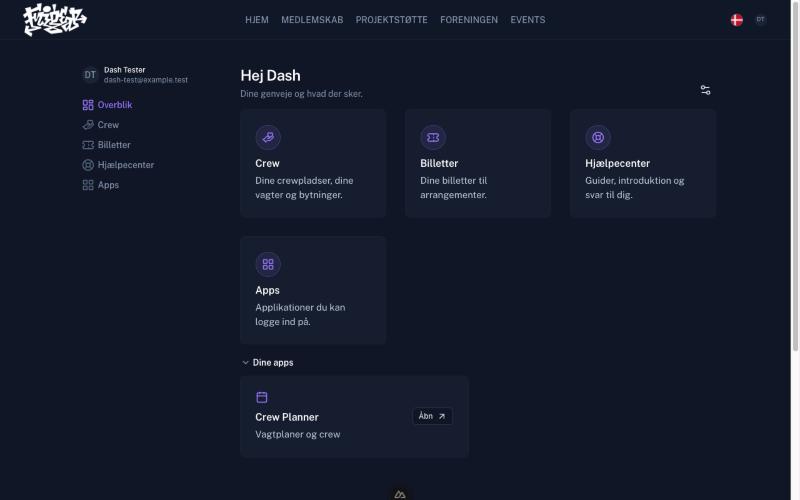 HJEM MEDLEMSKAB PROJEKTSTØTTE FORENINGEN EVENTS
DT
DT
Dash Tester
dash-test@example.test
Overblik
Crew
Billetter
Hjælpecenter
Apps
Hej Dash
Dine genveje og hvad der sker.
Crew
Dine crewpladser, dine
vagter og bytninger.
Billetter
Dine billetter til
arrangementer.
Hjælpecenter
Guider, introduktion og
svar til dig.
Apps
Applikationer du kan
logge ind på.
Dine apps
Crew Planner
Vagtplaner og crew
Åbn